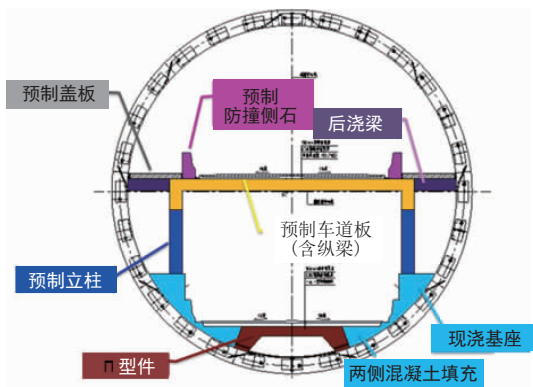 预制盖板
预制
防撞侧石
后浇梁
预制车道板
(含纵梁)
预制立柱
现浇基座
Π型件
两侧混凝土填充